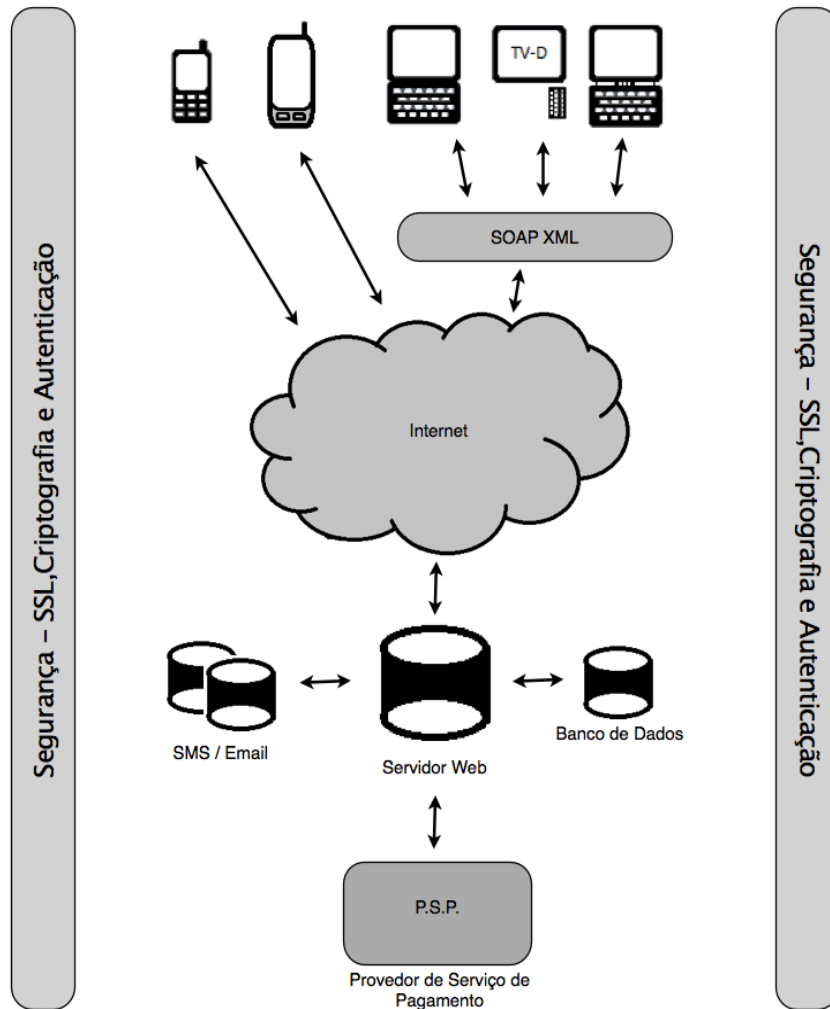 TV-D
SOAP XML
Segurança – SSL,Criptografia e Autenticação
Segurança – SSL,Criptografia e Autenticação
Internet
SMS / Email
Servidor Web
Banco de Dados
P.S.P.
Provedor de Serviço de
Pagamento